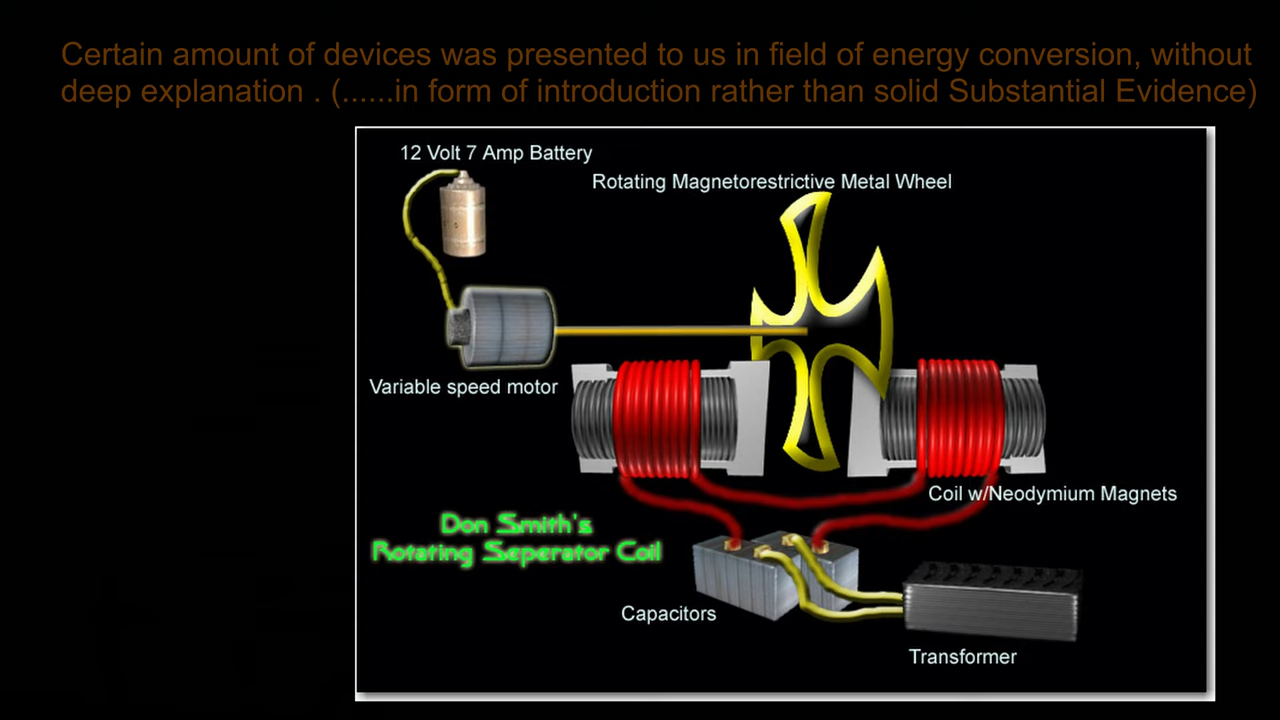 Certain amount of devices was presented to us in field of energy conversion, without
deep explanation . (......in form of introduction rather than solid Substantial Evidence)
12 Volt 7 Amp Battery
Rotating Magnetorestrictive Metal Wheel
Variable speed motor
Coil w/Neodymium Magnets
Don Smith's
Rotating Seperator Coil
Capacitors
Transformer